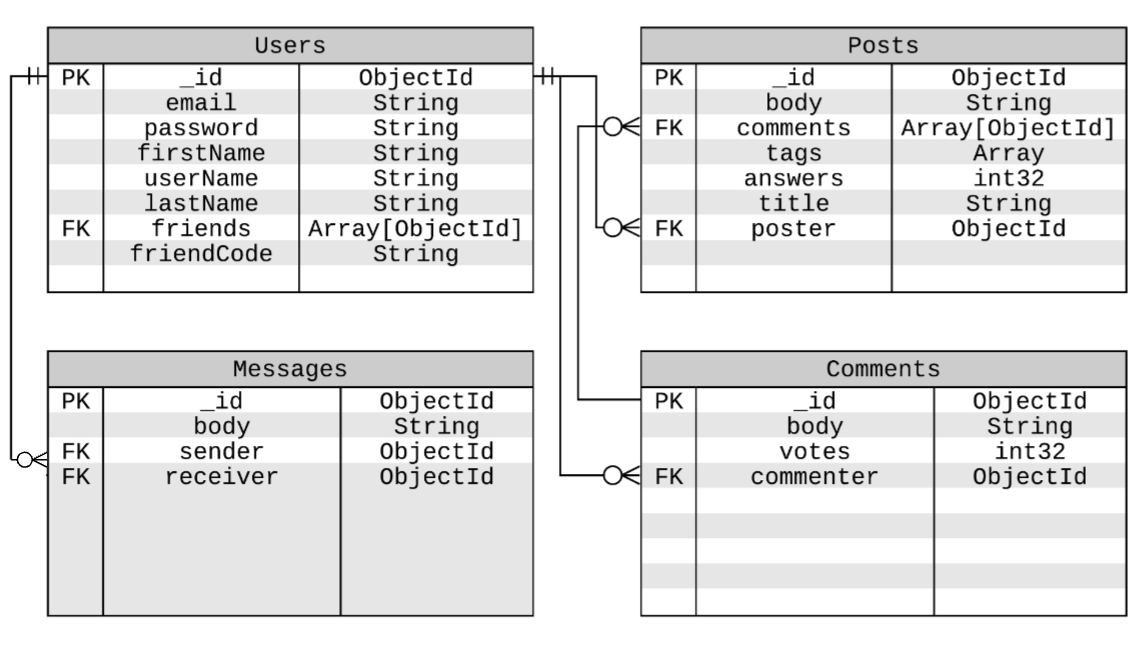 Users
PK _id ObjectId
email String
password String
firstName String
userName String
lastName String
FK friends Array[ObjectId]
friendCode String
Posts
PK _id ObjectId
body String
FK comments Array[ObjectId]
tags Array
answers int32
title String
FK poster ObjectId
Messages
PK _id ObjectId
body String
FK sender ObjectId
FK receiver ObjectId
Comments
PK _id ObjectId
body String
votes int32
FK commenter ObjectId